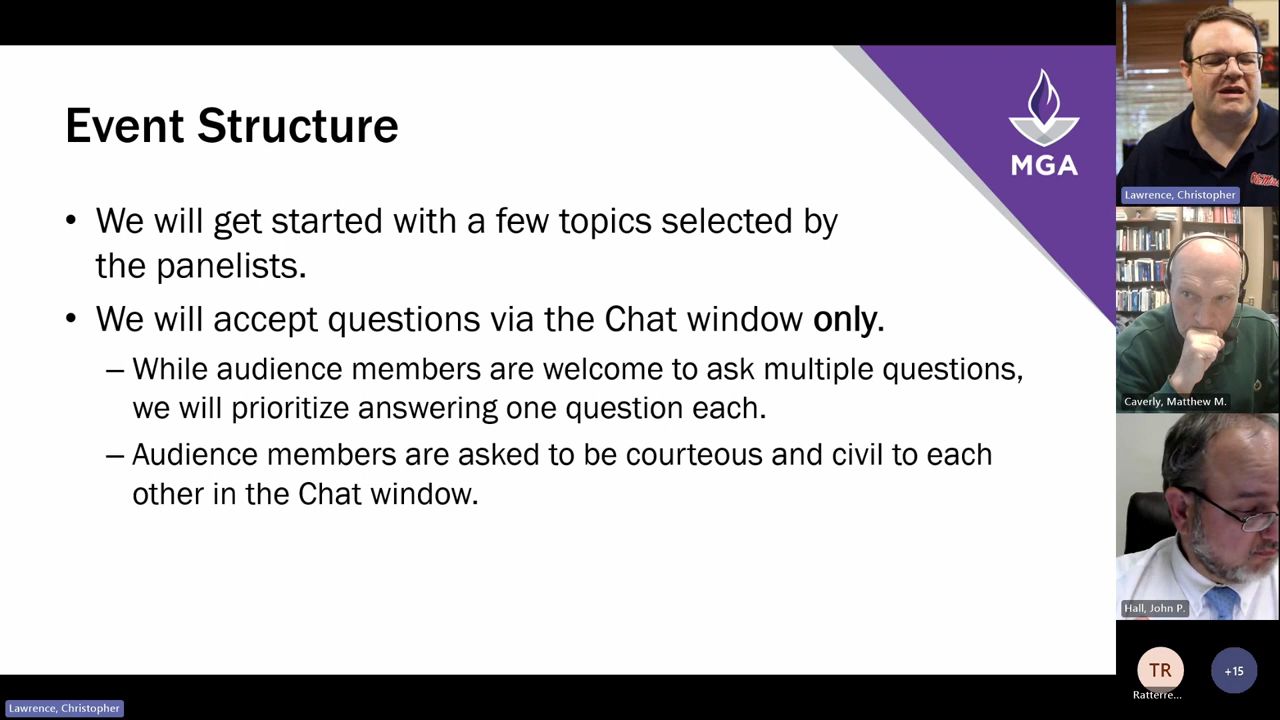 Event Structure
MGA
• We will get started with a few topics selected by
the panelists.
• We will accept questions via the Chat window only.
– While audience members are welcome to ask multiple questions,
we will prioritize answering one question each.
– Audience members are asked to be courteous and civil to each
other in the Chat window.
Lawrence, Christopher
Caverly, Matthew M.
Hall, John P.
TR
Ratterre...
+15
Lawrence, Christopher